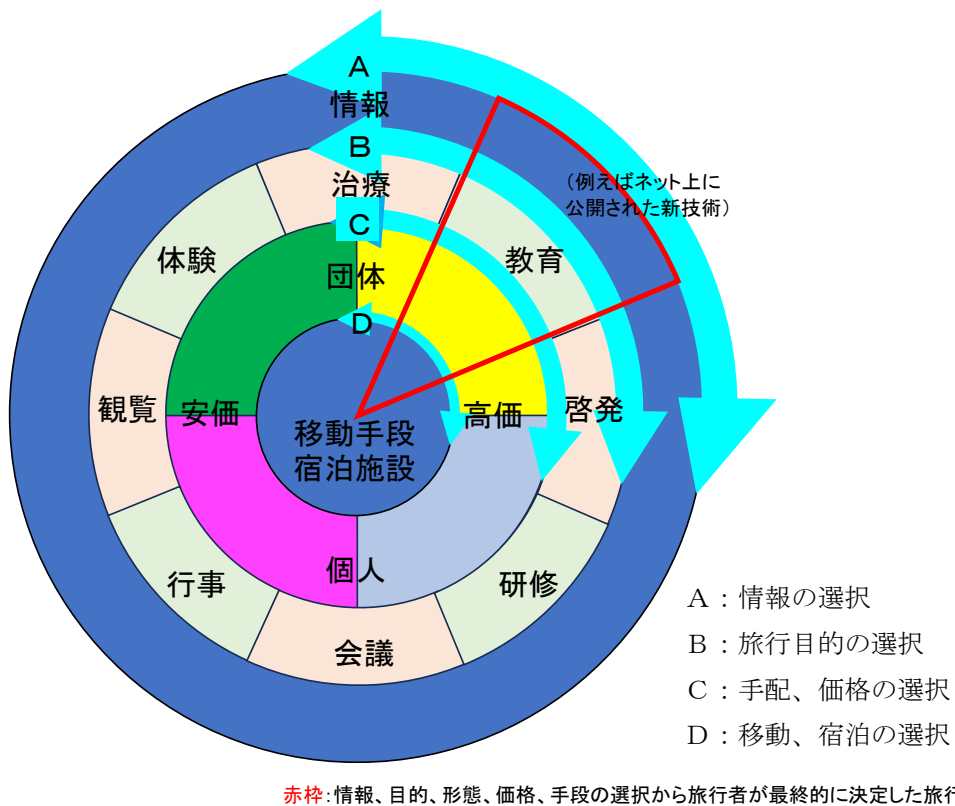 A
情報
B
治療
（例えばネット上に
公開された新技術）
C
体験
教育
団体
D
観覧
安価
高価
啓発
移動手段
宿泊施設
行事
個人
研修
会議
A：情報の選択
B：旅行目的の選択
C：手配、価格の選択
D：移動、宿泊の選択
赤枠：情報、目的、形態、価格、手段の選択から旅行者が最終的に決定した旅行